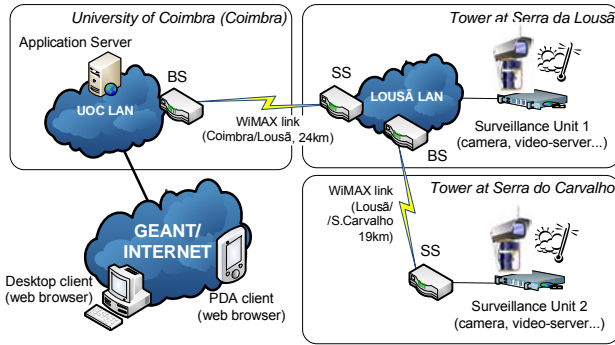 University of Coimbra (Coimbra)
Application Server
BS
UOC LAN
WiMAX link
(Coimbra/Lousã, 24km)
Tower at Serra da Lousã
SS
LOUSÃ LAN
BS
Surveillance Unit 1
(camera, video-server...)
WiMAX link
(Lousã/
/S.Carvalho
19km)
Tower at Serra do Carvalho
SS
Surveillance Unit 2
(camera, video-server...)
GEANT/
INTERNET
Desktop client
(web browser)
PDA client
(web browser)